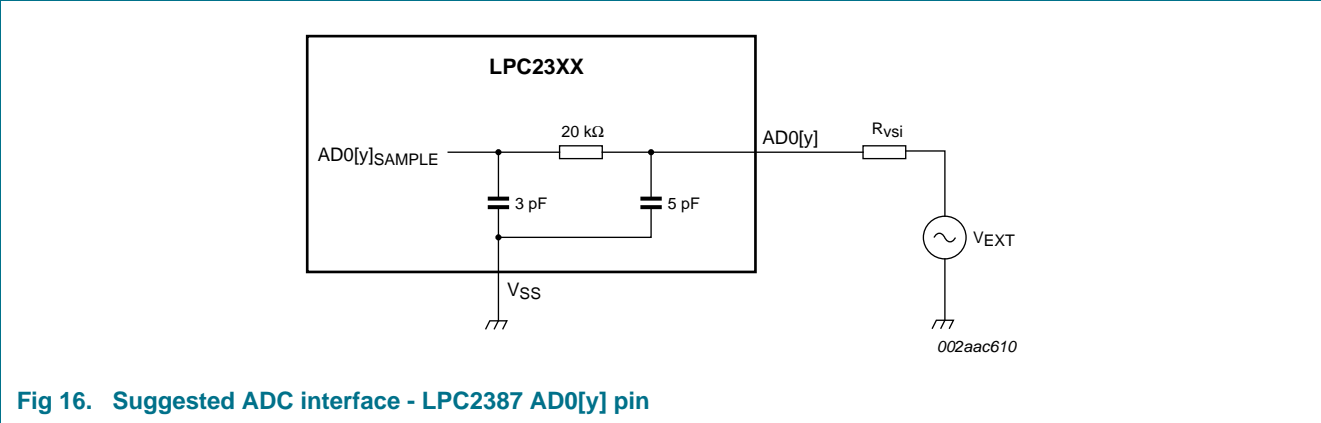 LPC23XX
20 kΩ
AD0[y]
Rvsi
AD0[y]SAMPLE
3 pF
5 pF
VEXT
VSS
002aac610
Fig 16. Suggested ADC interface - LPC2387 AD0[y] pin